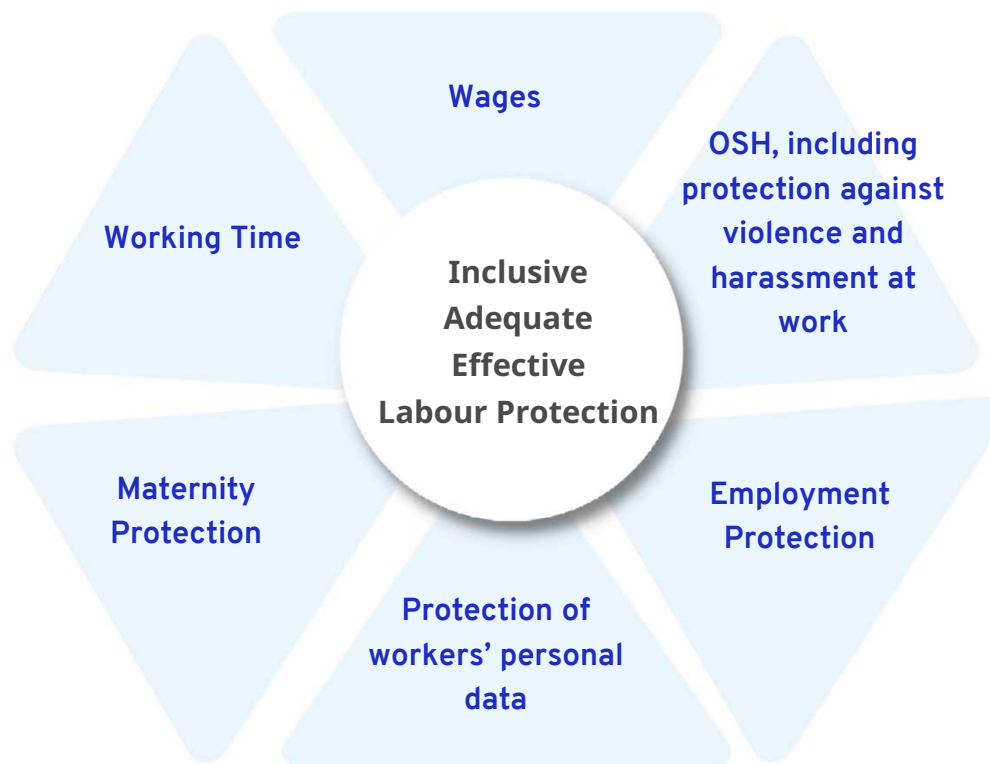 Wages
OSH, including
protection against
violence and
harassment at
work
Working Time
Inclusive
Adequate
Effective
Labour Protection
Maternity
Protection
Employment
Protection
Protection of
workers’ personal
data